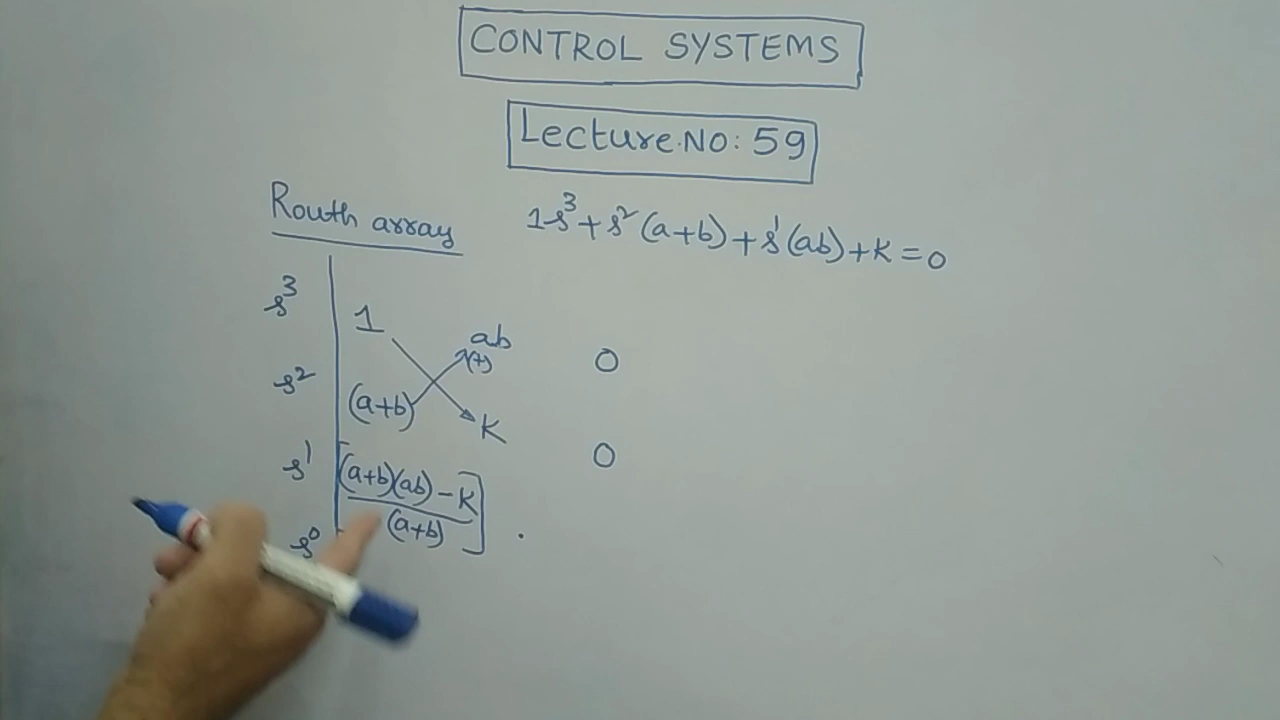 CONTROL SYSTEMS
Lecture.No: 59
Routh array
1s³+s²(a+b)+s¹(ab)+K=0
s³ 1 ab 0
(+)
s² (a+b) K 0
s¹ [(a+b)(ab)-K
(a+b)]
s⁰